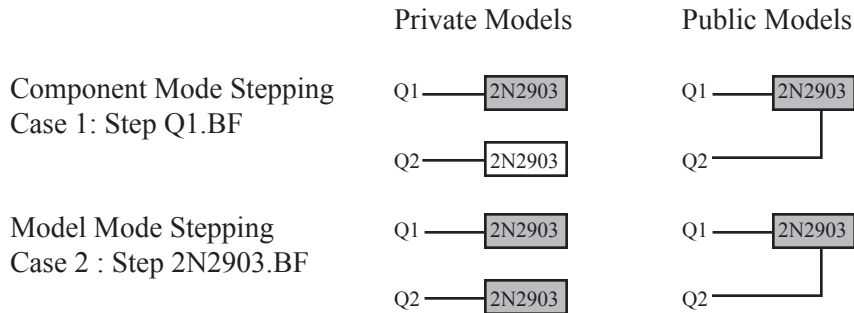 Private Models
Public Models
Component Mode Stepping
Case 1: Step Q1.BF
Q1
2N2903
Q1
2N2903
Q2
2N2903
Q2
Model Mode Stepping
Case 2 : Step 2N2903.BF
Q1
2N2903
Q1
2N2903
Q2
2N2903
Q2